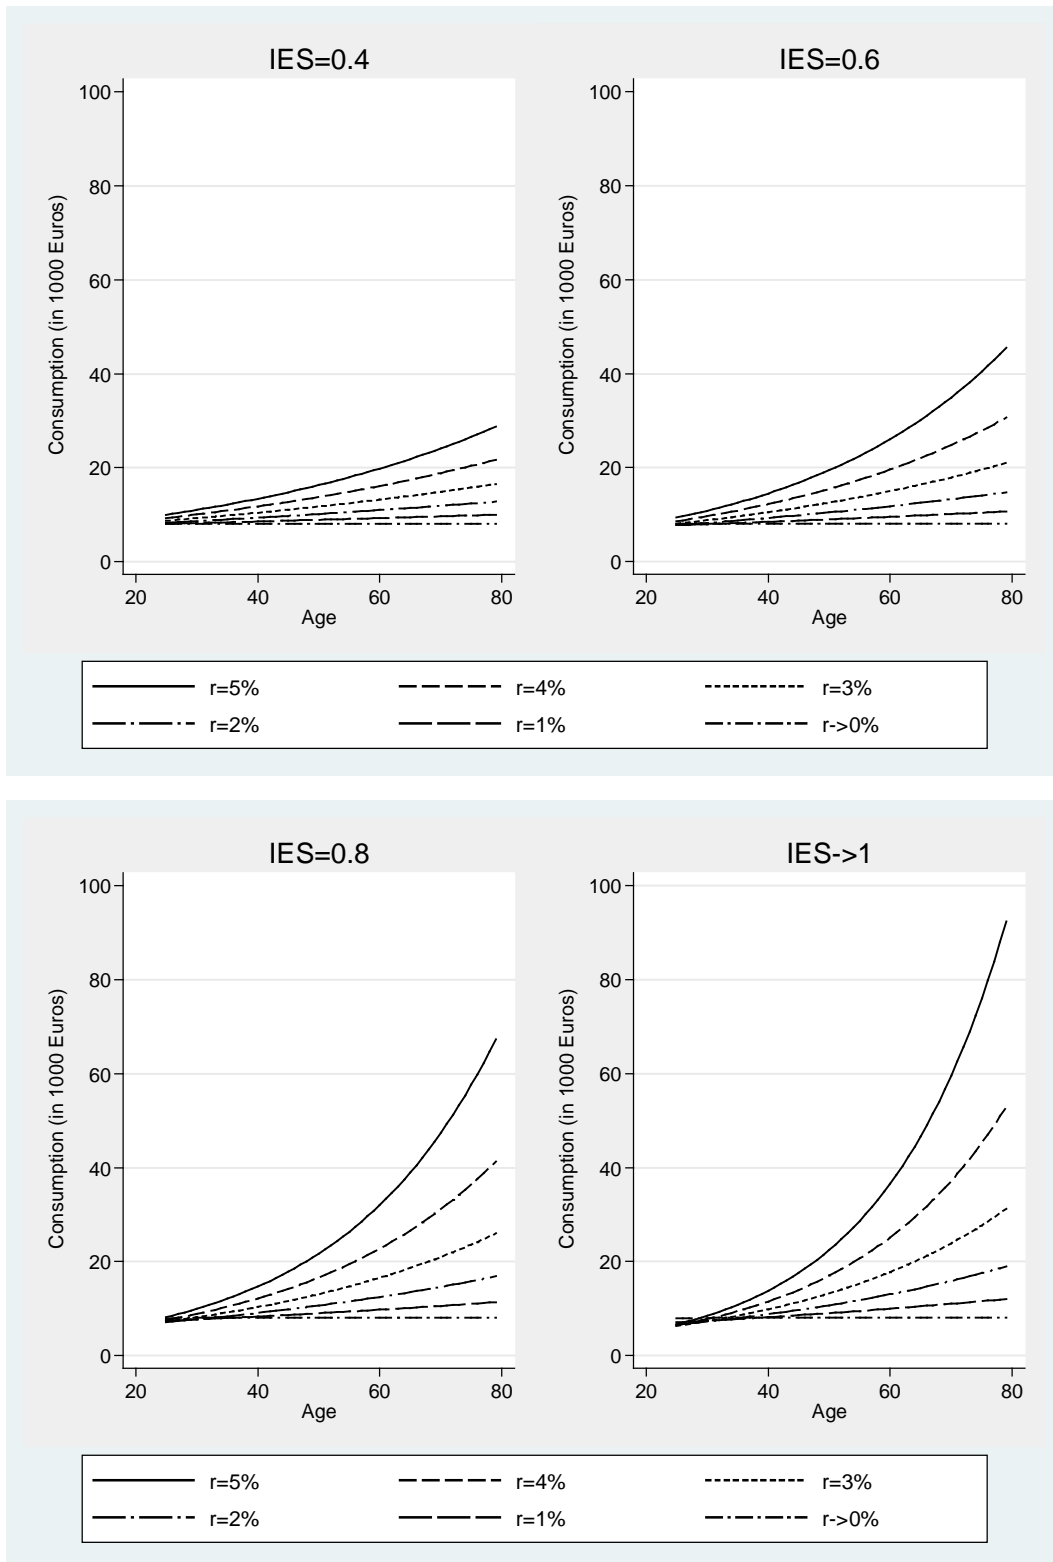 IES=0.4
IES=0.6
100
80
60
40
20
0
Consumption (in 1000 Euros)
20 40 60 80
Age
100
80
60
40
20
0
Consumption (in 1000 Euros)
20 40 60 80
Age
r=5% r=4% r=3%
r=2% r=1% r->0%
IES=0.8
IES->1
100
80
60
40
20
0
Consumption (in 1000 Euros)
20 40 60 80
Age
100
80
60
40
20
0
Consumption (in 1000 Euros)
20 40 60 80
Age
r=5% r=4% r=3%
r=2% r=1% r->0%